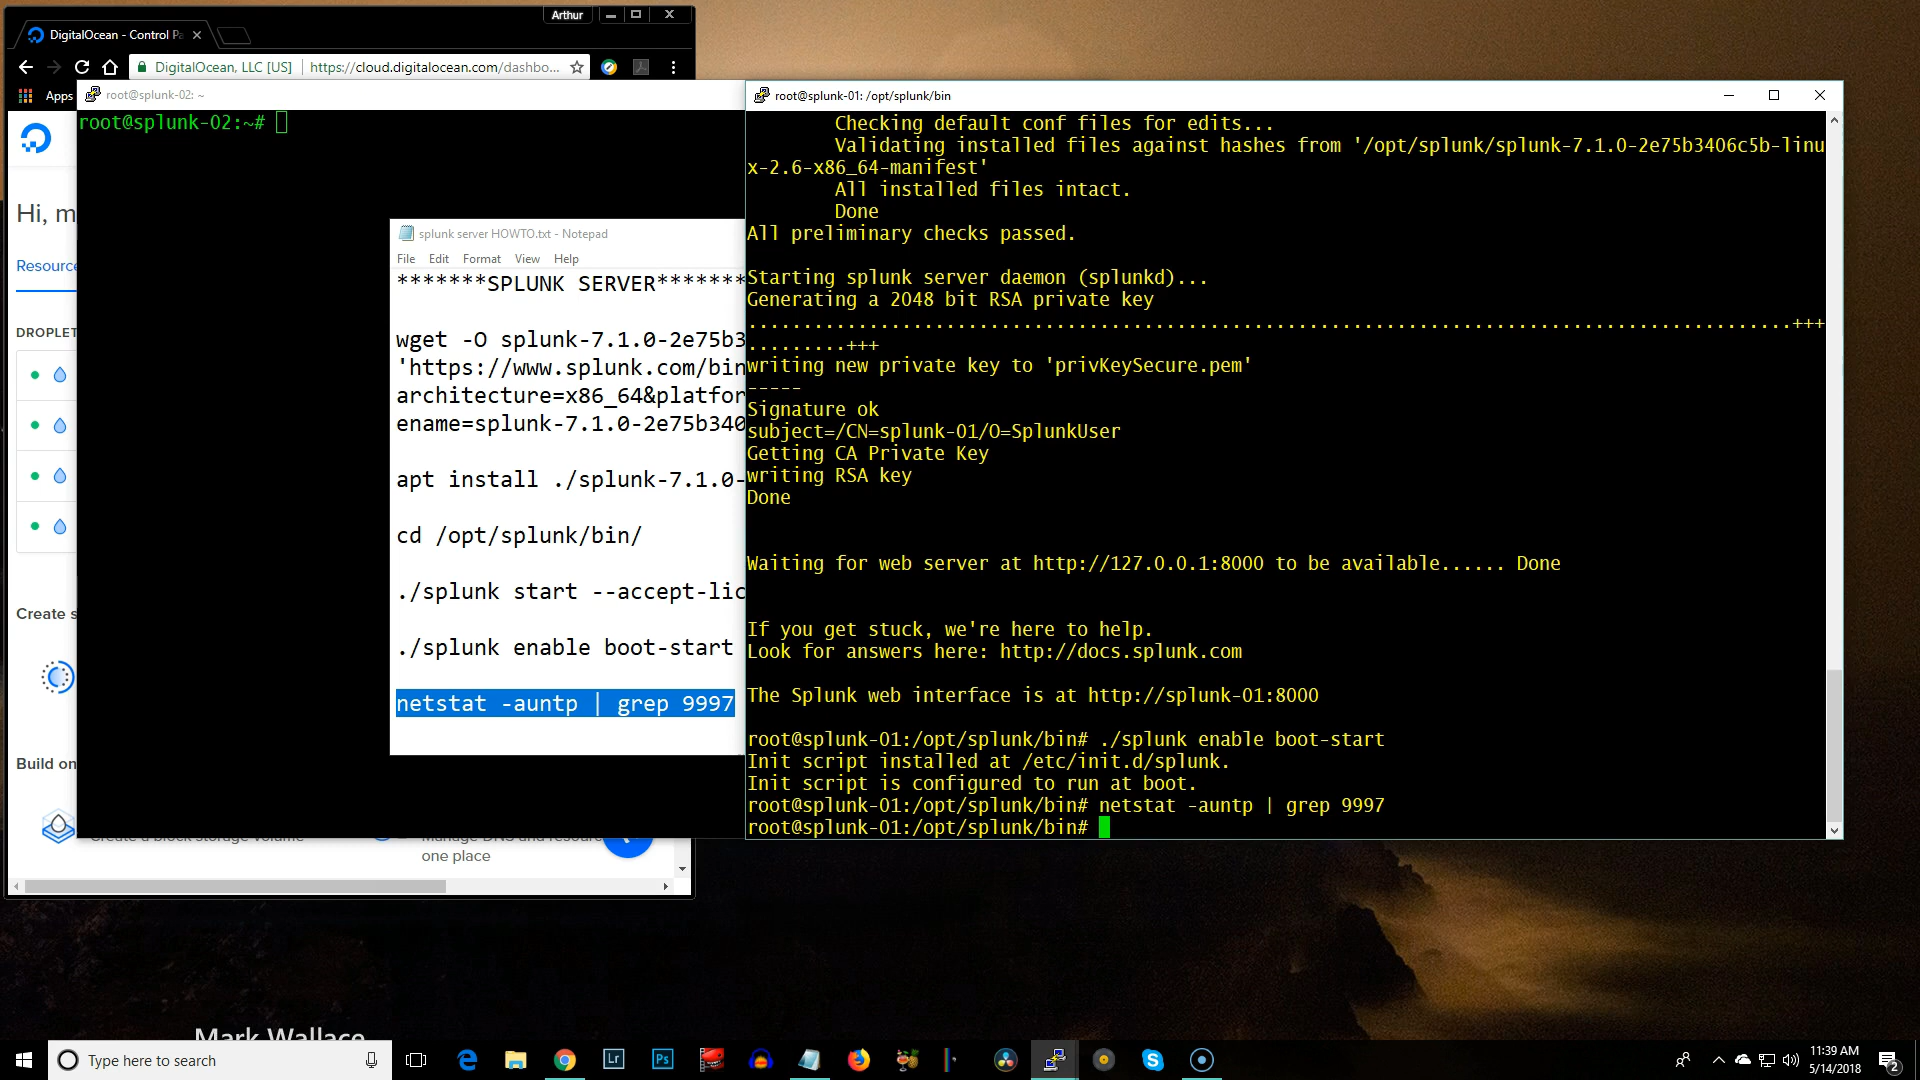 Arthur
DigitalOcean - Control Pa
DigitalOcean, LLC [US]
https://cloud.digitalocean.com/dashbo...
Apps
root@splunk-02: ~
root@splunk-02:~#
Hi, m
Resource
DROPLET
Create s
Build on
one place
splunk server HOWTO.txt - Notepad
File Edit Format View Help
*******SPLUNK SERVER*******
wget -O splunk-7.1.0-2e75b3
'https://www.splunk.com/bin
architecture=x86_64&platfor
ename=splunk-7.1.0-2e75b340
apt install ./splunk-7.1.0-
cd /opt/splunk/bin/
./splunk start --accept-lic
./splunk enable boot-start
netstat -auntp | grep 9997
root@splunk-01: /opt/splunk/bin
Checking default conf files for edits...
Validating installed files against hashes from '/opt/splunk/splunk-7.1.0-2e75b3406c5b-linu
x-2.6-x86_64-manifest'
All installed files intact.
Done
All preliminary checks passed.
Starting splunk server daemon (splunkd)...
Generating a 2048 bit RSA private key
...............................................................................................+++
.........+++
writing new private key to 'privKeySecure.pem'
-----
Signature ok
subject=/CN=splunk-01/O=SplunkUser
Getting CA Private Key
writing RSA key
Done
Waiting for web server at http://127.0.0.1:8000 to be available...... Done
If you get stuck, we're here to help.
Look for answers here: http://docs.splunk.com
The Splunk web interface is at http://splunk-01:8000
root@splunk-01:/opt/splunk/bin# ./splunk enable boot-start
Init script installed at /etc/init.d/splunk.
Init script is configured to run at boot.
root@splunk-01:/opt/splunk/bin# netstat -auntp | grep 9997
root@splunk-01:/opt/splunk/bin#
Mark Wallace
Type here to search
Lr
Ps
11:39 AM
5/14/2018
2